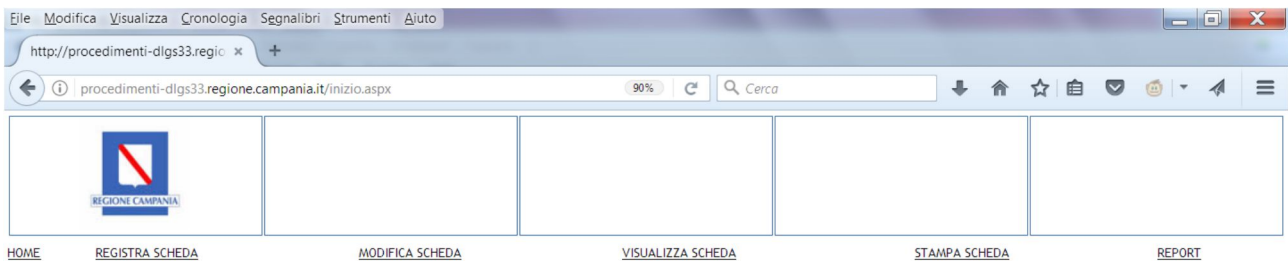 File Modifica Visualizza Cronologia Segnalibri Strumenti Aiuto
http://procedimenti-dlgs33.regio
procedimenti-dlgs33.regione.campania.it/inizio.aspx 90% Cerca
REGIONE CAMPANIA
HOME REGISTRA SCHEDA MODIFICA SCHEDA VISUALIZZA SCHEDA STAMPA SCHEDA REPORT